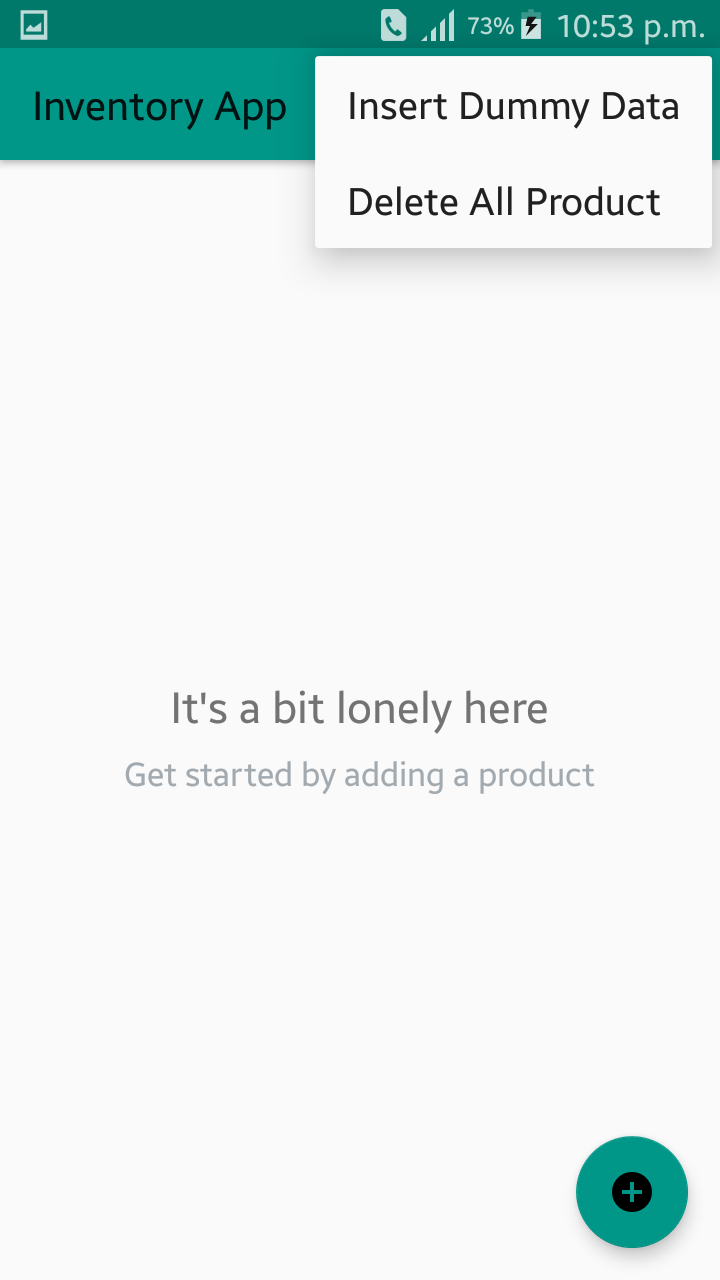 73% 10:53 p.m.
Inventory App
Insert Dummy Data
Delete All Product
It's a bit lonely here
Get started by adding a product